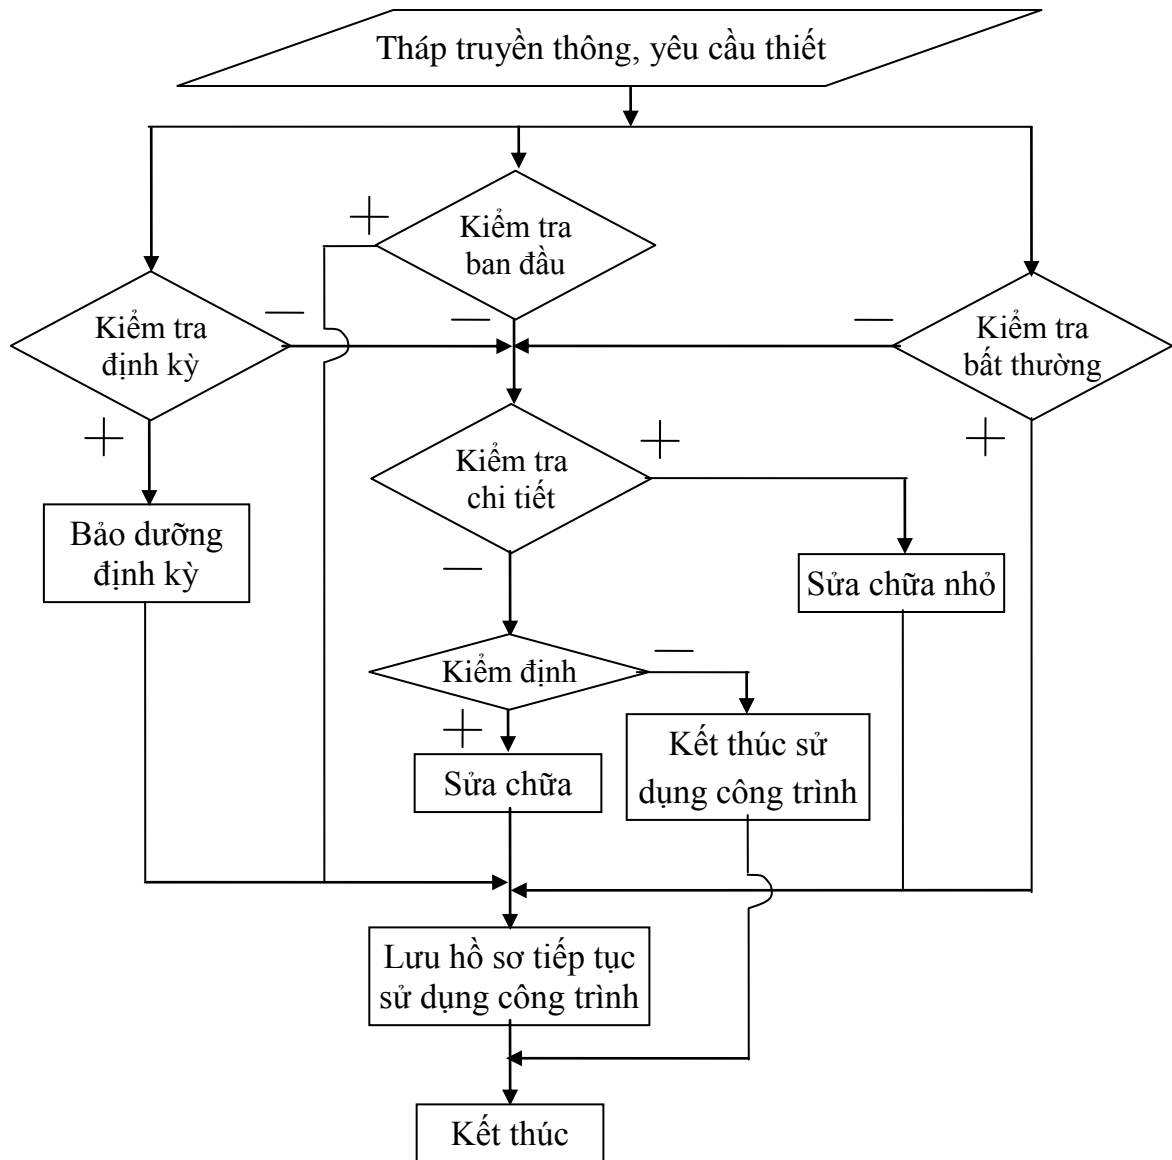 Tháp truyền thông, yêu cầu thiết
+
Kiểm tra
ban đầu
—
Kiểm tra
định kỳ
—
—
Kiểm tra
bất thường
+
Kiểm tra
chi tiết
+
+
Bảo dưỡng
định kỳ
—
Sửa chữa nhỏ
Kiểm định
—
+
Sửa chữa
Kết thúc sử
dụng công trình
Lưu hồ sơ tiếp tục
sử dụng công trình
Kết thúc